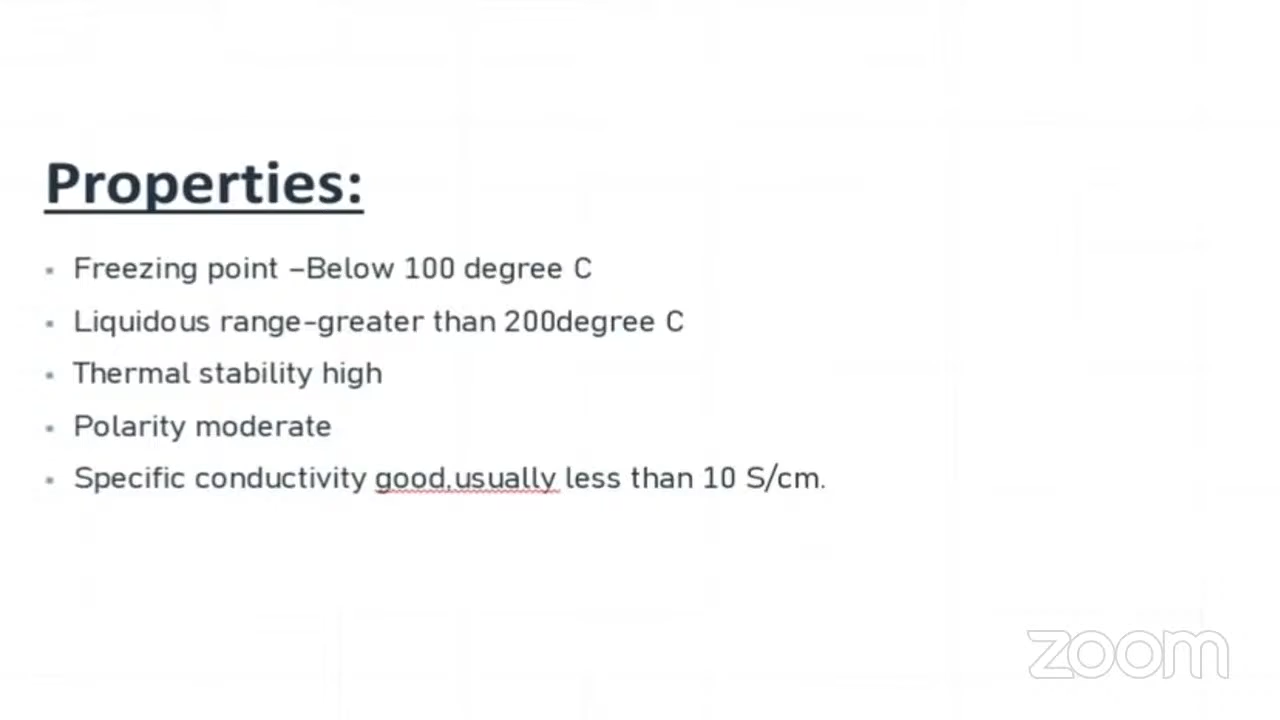 Properties:
▪ Freezing point –Below 100 degree C
▪ Liquidous range-greater than 200degree C
▪ Thermal stability high
▪ Polarity moderate
▪ Specific conductivity good,usually less than 10 S/cm.
zoom